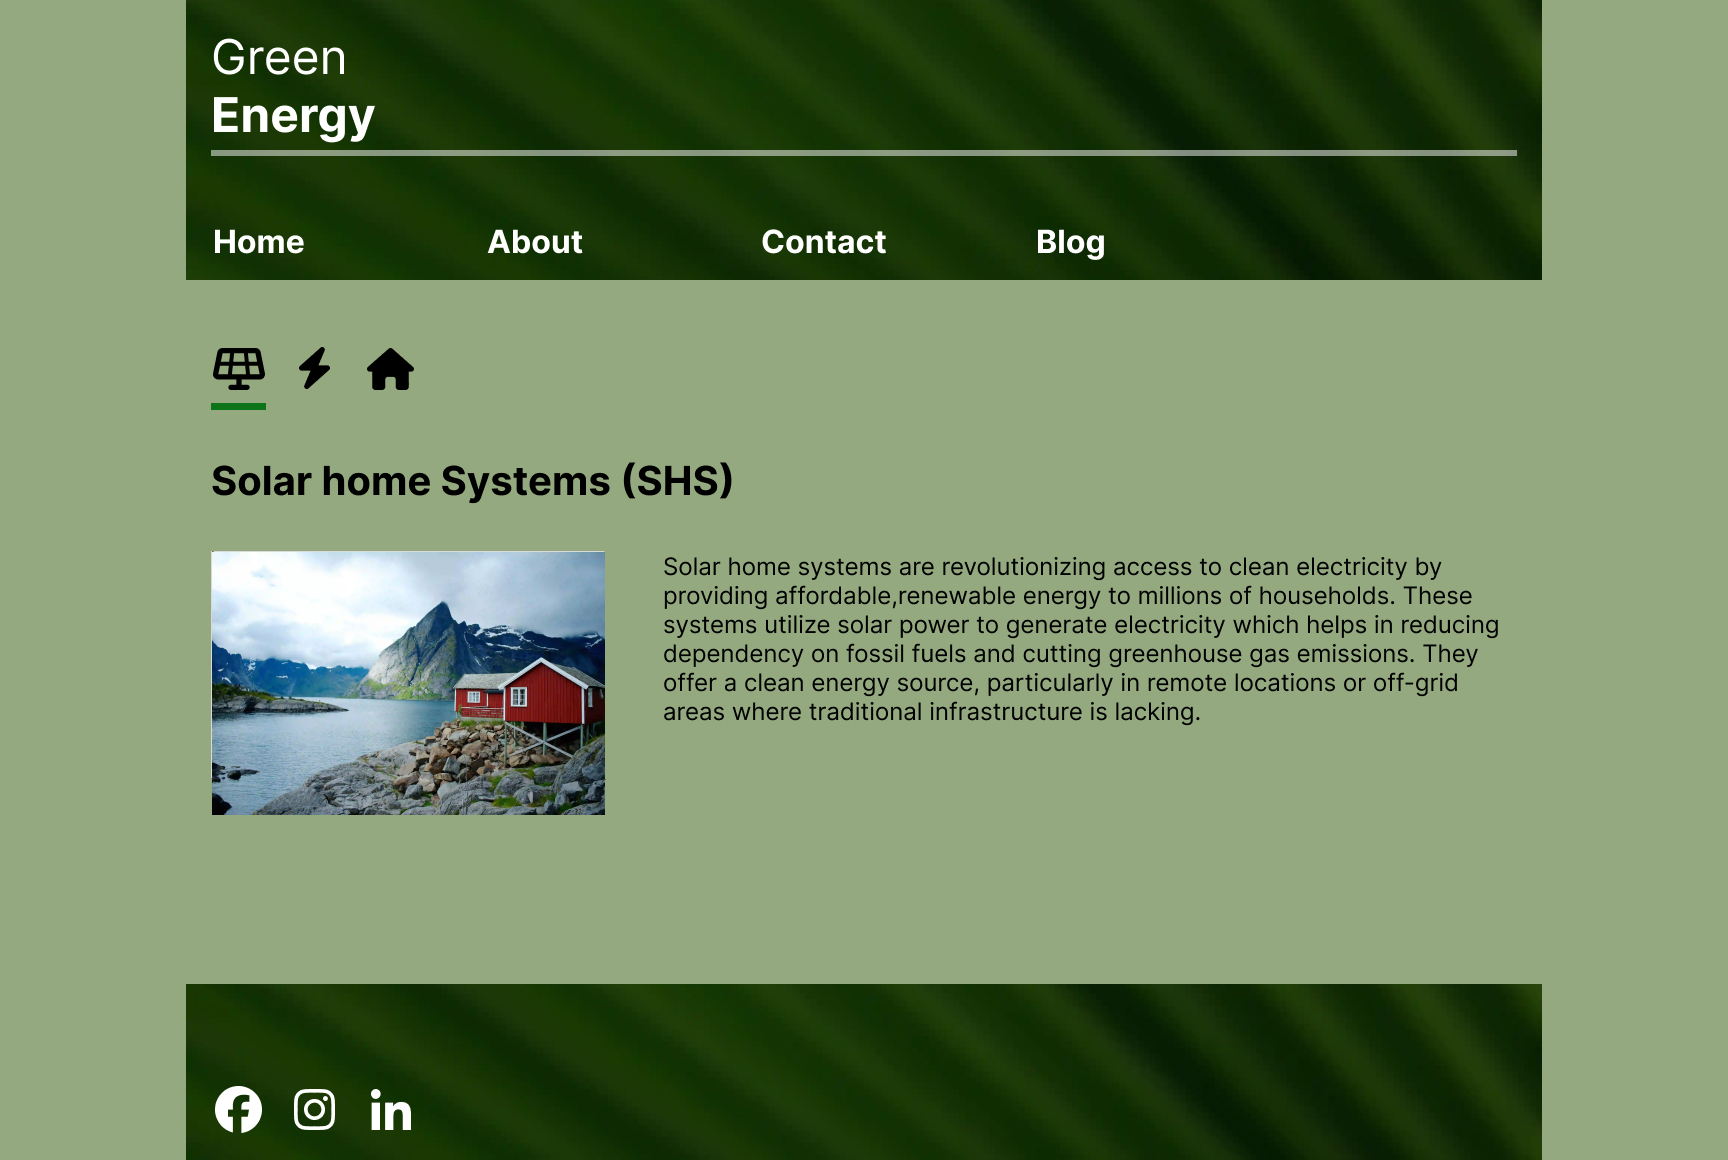 Green
Energy
Home About Contact Blog
Solar home Systems (SHS)
Solar home systems are revolutionizing access to clean electricity by
providing affordable,renewable energy to millions of households. These
systems utilize solar power to generate electricity which helps in reducing
dependency on fossil fuels and cutting greenhouse gas emissions. They
offer a clean energy source, particularly in remote locations or off-grid
areas where traditional infrastructure is lacking.